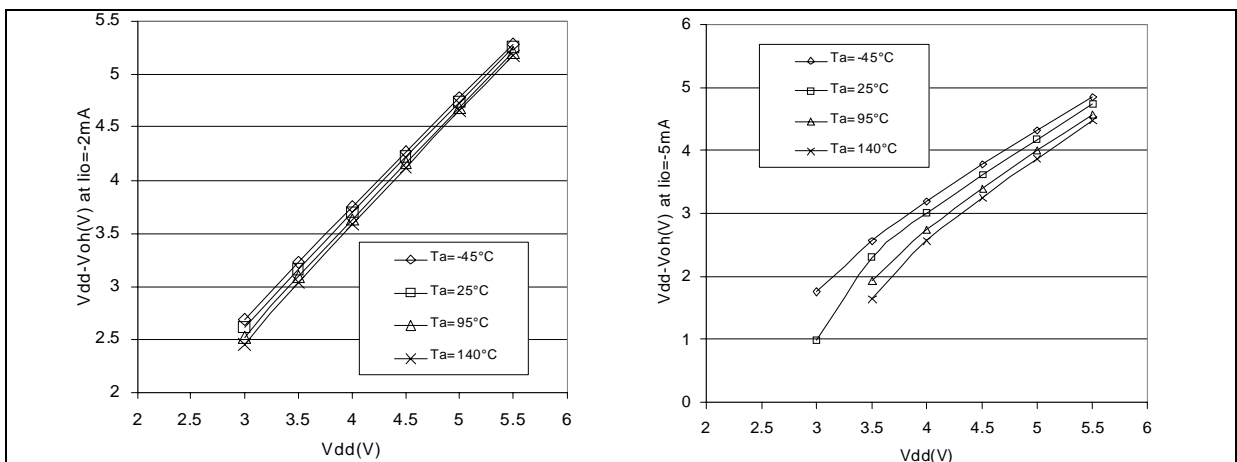 5.5
5
4.5
4
3.5
3
2.5
2
Vdd-Voh(V) at Iio=-2mA
Ta=-45°C
Ta=25°C
Ta=95°C
Ta=140°C
2 2.5 3 3.5 4 4.5 5 5.5 6
Vdd(V)
6
5
4
3
2
1
0
Vdd-Voh(V) at Iio=-5mA
Ta=-45°C
Ta=25°C
Ta=95°C
Ta=140°C
2 2.5 3 3.5 4 4.5 5 5.5 6
Vdd(V)